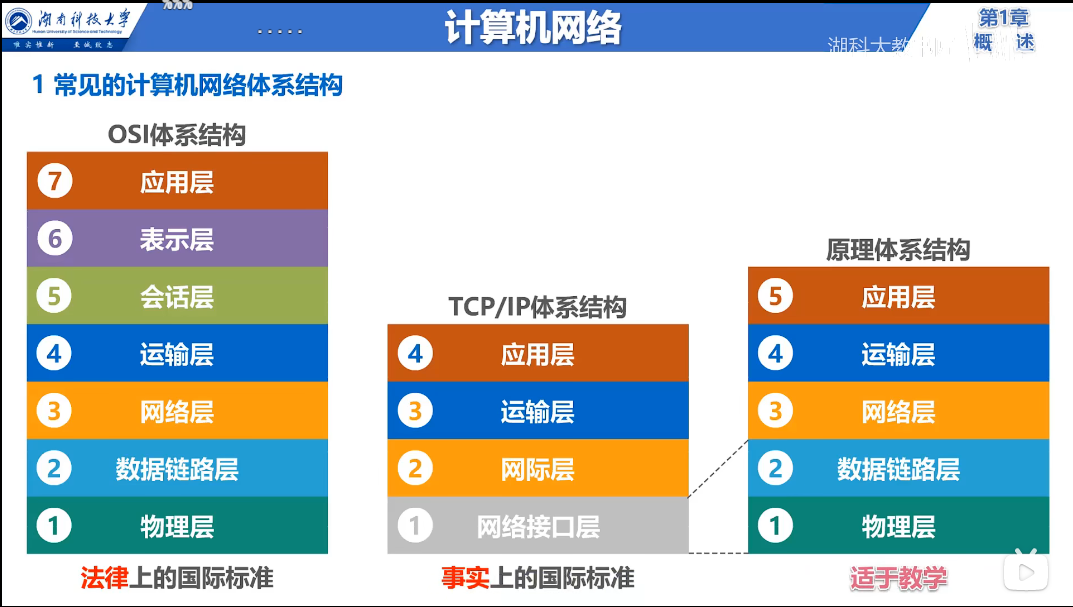 湖南科技大学
Hunan University of Science and Technology
唯实惟新 至诚致志
计算机网络
第1章
概 述
湖科大教
1 常见的计算机网络体系结构
OSI体系结构
7 应用层
6 表示层
5 会话层
4 运输层
3 网络层
2 数据链路层
1 物理层
法律上的国际标准
TCP/IP体系结构
4 应用层
3 运输层
2 网际层
1 网络接口层
事实上的国际标准
原理体系结构
5 应用层
4 运输层
3 网络层
2 数据链路层
1 物理层
适于教学